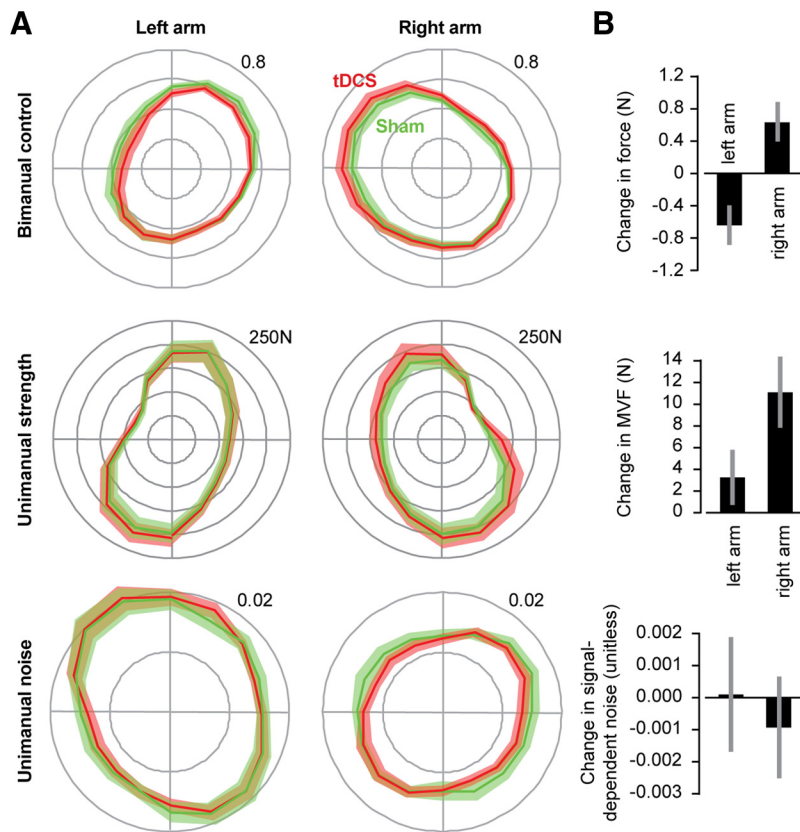 A
Left arm
Right arm
B
Bimanual control
0.8
0.8
tDCS
Sham
Change in force (N)
1.2
0.8
0.4
0
-0.4
-0.8
-1.2
left arm
right arm
Unimanual strength
250N
250N
Change in MVF (N)
14
12
10
8
6
4
2
0
left arm
right arm
Unimanual noise
0.02
0.02
Change in signal-
dependent noise (unitless)
0.002
0.001
0.000
-0.001
-0.002
-0.003